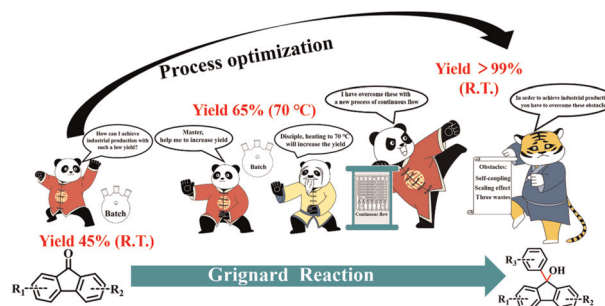 Process optimization
How can I achieve
industrial production with
such a low yield?
Batch
Yield 45% (R.T.)
Yield 65% (70 °C)
Master,
help me to increase yield
Batch
Disciple, heating to 70 °C
will increase the yield
I have overcome these with
a new process of continuous
flow
Continuous flow
Yield > 99%
(R.T.)
In order to achieve industrial production
you have to overcome these obstacles
Obstacles:
Self-coupling
Scaling effect
Three wastes
O
R1
R2
Grignard Reaction
R3
OH
R1
R2